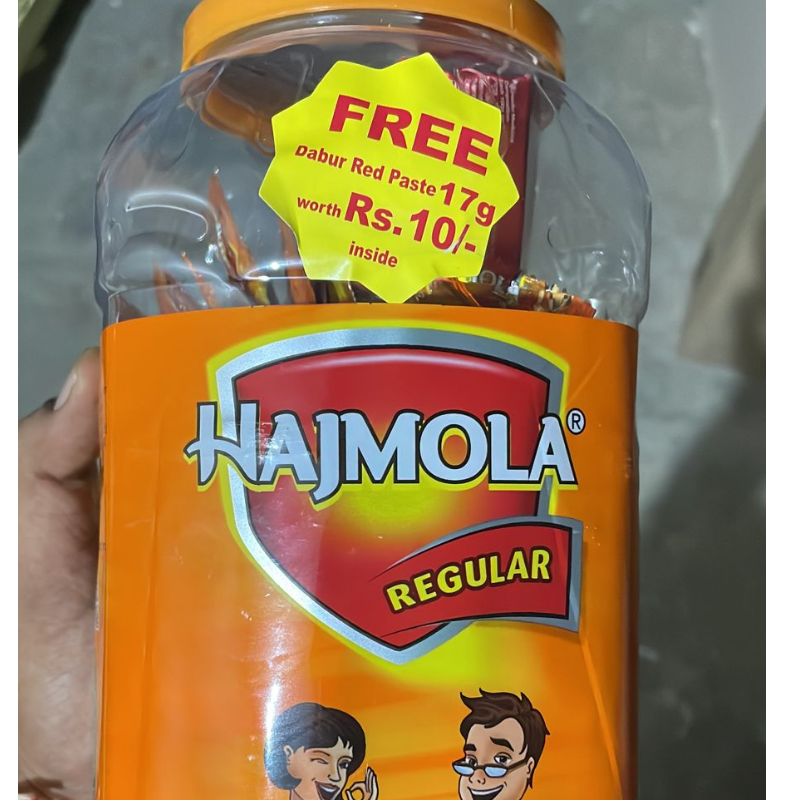 FREE
Dabur Red Paste 17g
worth Rs. 10/-
inside
HAJMOLA®
REGULAR